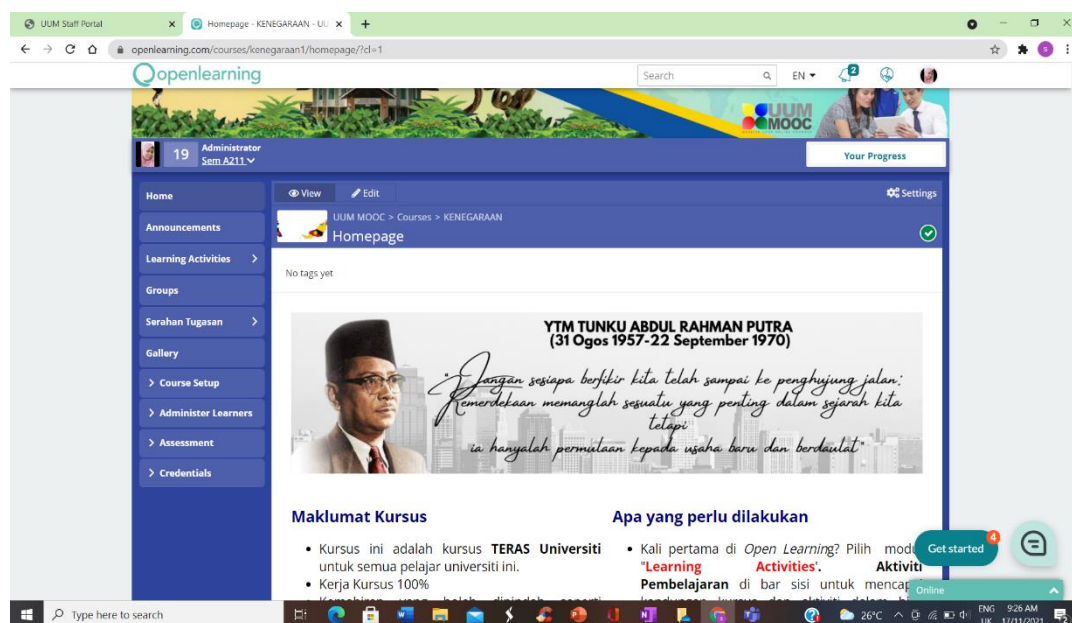 UUM Staff Portal
Homepage - KENEGARAAN - UU
openlearning.com/courses/kenegaraan1/homepage/?cl=1
S
openlearning
Search
EN
2
UUM
MOOC
19
Administrator
Sem A211
Your Progress
Home
Announcements
Learning Activities
Groups
Serahan Tugasan
Gallery
Course Setup
Administer Learners
Assessment
Credentials
View
Edit
Settings
UUM MOOC > Courses > KENEGARAAN
Homepage
No tags yet
YTM TUNKU ABDUL RAHMAN PUTRA
(31 Ogos 1957-22 September 1970)
"Jangan sesiapa berfikir kita telah sampai ke penghujung jalan:
Kemerdekaan memanglah sesuatu yang penting dalam sejarah kita
tetapi
ia hanyalah permulaan kepada usaha baru dan berdaulat"
Maklumat Kursus
• Kursus ini adalah kursus TERAS Universiti
untuk semua pelajar universiti ini.
• Kerja Kursus 100%
Apa yang perlu dilakukan
• Kali pertama di Open Learning? Pilih modu
"Learning Activities'. Aktiviti
Pembelajaran di bar sisi untuk mencap
Get started
4
Online
Type here to search
26°C
ENG
UK
9:26 AM
17/11/2021